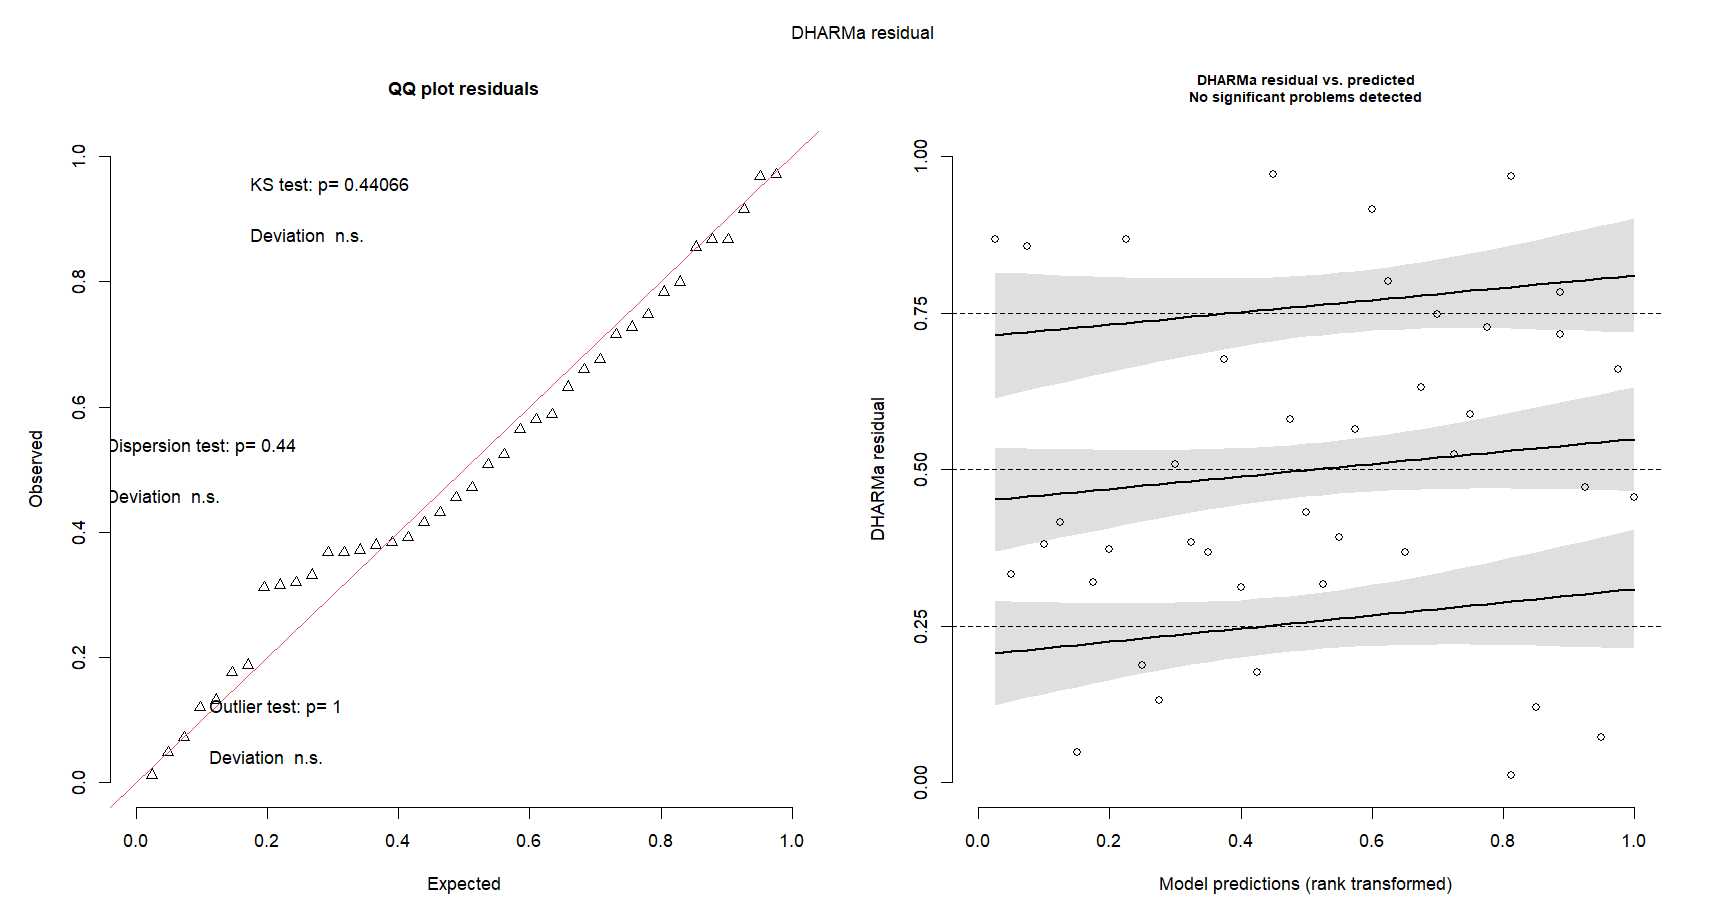 DHARMa residual
QQ plot residuals
KS test: p= 0.44066
Deviation  n.s.
Dispersion test: p= 0.44
Deviation  n.s.
Outlier test: p= 1
Deviation  n.s.
Observed
1.0
0.8
0.6
0.4
0.2
0.0
0.0 0.2 0.4 0.6 0.8 1.0
Expected
DHARMa residual vs. predicted
No significant problems detected
DHARMa residual
1.00
0.75
0.50
0.25
0.00
0.0 0.2 0.4 0.6 0.8 1.0
Model predictions (rank transformed)